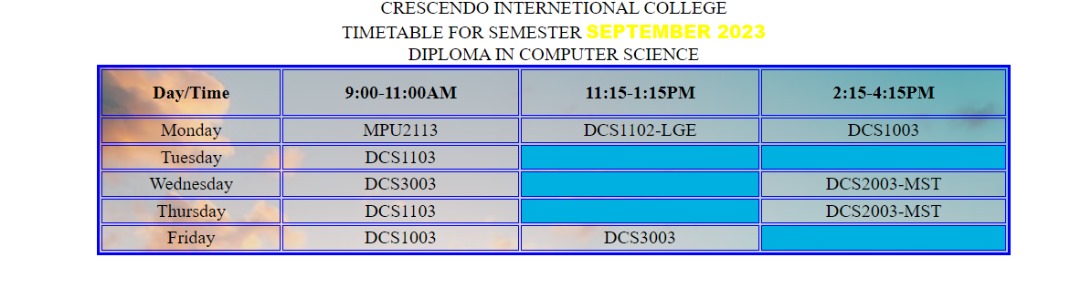 CRESCENDO INTERNETIONAL COLLEGE
TIMETABLE FOR SEMESTER SEPTEMBER 2023
DIPLOMA IN COMPUTER SCIENCE
Day/Time 9:00-11:00AM 11:15-1:15PM 2:15-4:15PM
Monday MPU2113 DCS1102-LGE DCS1003
Tuesday DCS1103
Wednesday DCS3003 DCS2003-MST
Thursday DCS1103 DCS2003-MST
Friday DCS1003 DCS3003